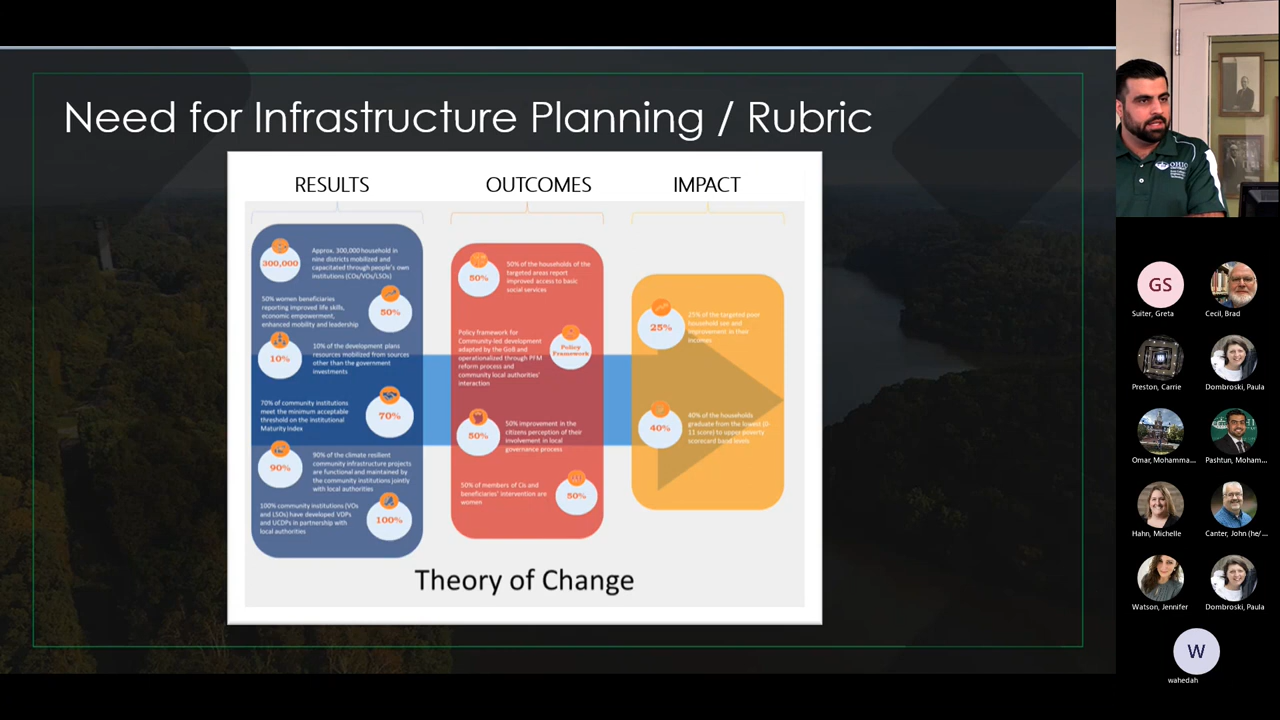 Need for Infrastructure Planning / Rubric
RESULTS
OUTCOMES
IMPACT
300,000
Approx. 300,000 household in
nine districts mobilized and
capacitated through people's own
institutions (COs/VOs/LSOs)
50% women beneficiaries
reporting improved life skills,
economic empowerment,
enhanced mobility and leadership
50%
10%
10% of the development plans
resources mobilized from sources
other than the government
investments
70% of community institutions
meet the minimum acceptable
threshold on the institutional
Maturity Index
70%
90%
90% of the climate resilient
community infrastructure projects
are functional and maintained by
the community institutions jointly
with local authorities
100% community institutions (VOs
and LSOs) have developed VDPs
and UCDPs in partnership with
local authorities
100%
50%
50% of the households of the
targeted areas report
improved access to basic
social services
Policy framework for
Community-led development
adapted by the GoB and
operationalized through PFM
reform process and
community local authorities'
interaction
Policy
Framework
50%
50% improvement in the
citizens perception of their
involvement in local
governance process
50% of members of CIs and
beneficiaries' intervention are
women
50%
25%
25% of the targeted poor
household see and
improvement in their
incomes
40%
40% of the households
graduate from the lowest (0-
11 score) to upper poverty
scorecard band levels
Theory of Change
OHIO
GS
Suiter, Greta
Cecil, Brad
Preston, Carrie
Dombroski, Paula
Omar, Mohamma...
Pashtun, Moham...
Hahn, Michelle
Canter, John (he/ ...
Watson, Jennifer
Dombroski, Paula
W
wahedah